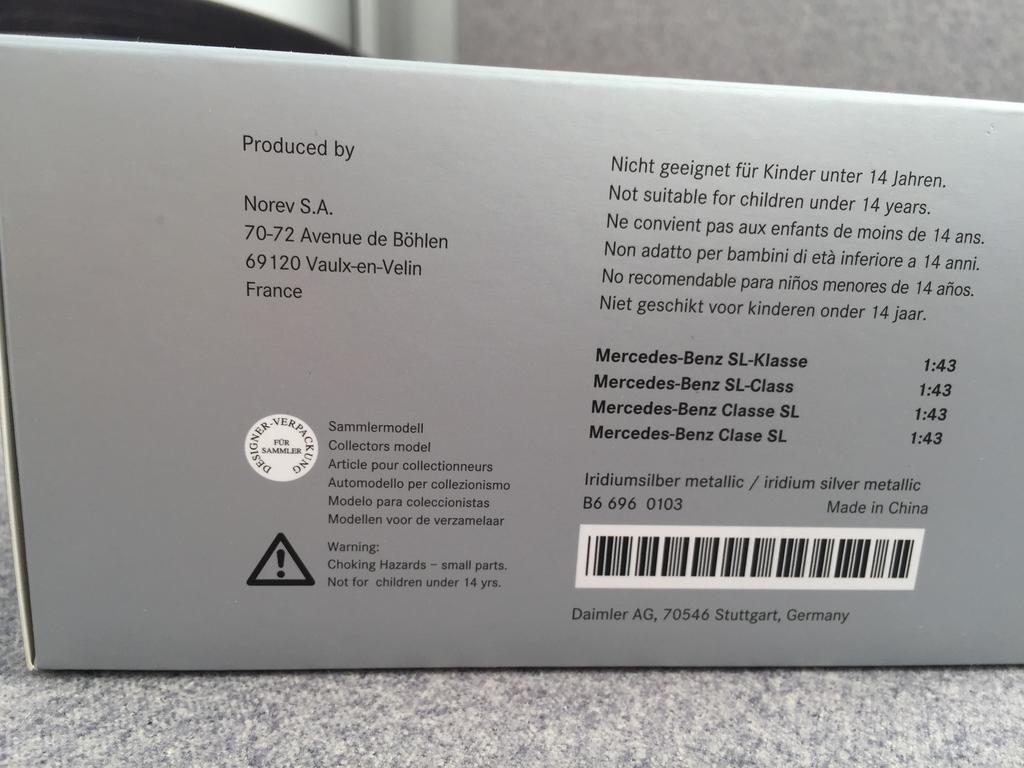 Produced by
Norev S.A.
70-72 Avenue de Böhlen
69120 Vaulx-en-Velin
France
DESIGNER-VERPACKUNG
FÜR
SAMMLER
Sammlermodell
Collectors model
Article pour collectionneurs
Automodello per collezionismo
Modelo para coleccionistas
Modellen voor de verzamelaar
Warning:
Choking Hazards – small parts.
Not for children under 14 yrs.
Nicht geeignet für Kinder unter 14 Jahren.
Not suitable for children under 14 years.
Ne convient pas aux enfants de moins de 14 ans.
Non adatto per bambini di età inferiore a 14 anni.
No recomendable para niños menores de 14 años.
Niet geschikt voor kinderen onder 14 jaar.
Mercedes-Benz SL-Klasse 1:43
Mercedes-Benz SL-Class 1:43
Mercedes-Benz Classe SL 1:43
Mercedes-Benz Clase SL 1:43
Iridiumsilber metallic / iridium silver metallic
B6 696 0103 Made in China
Daimler AG, 70546 Stuttgart, Germany